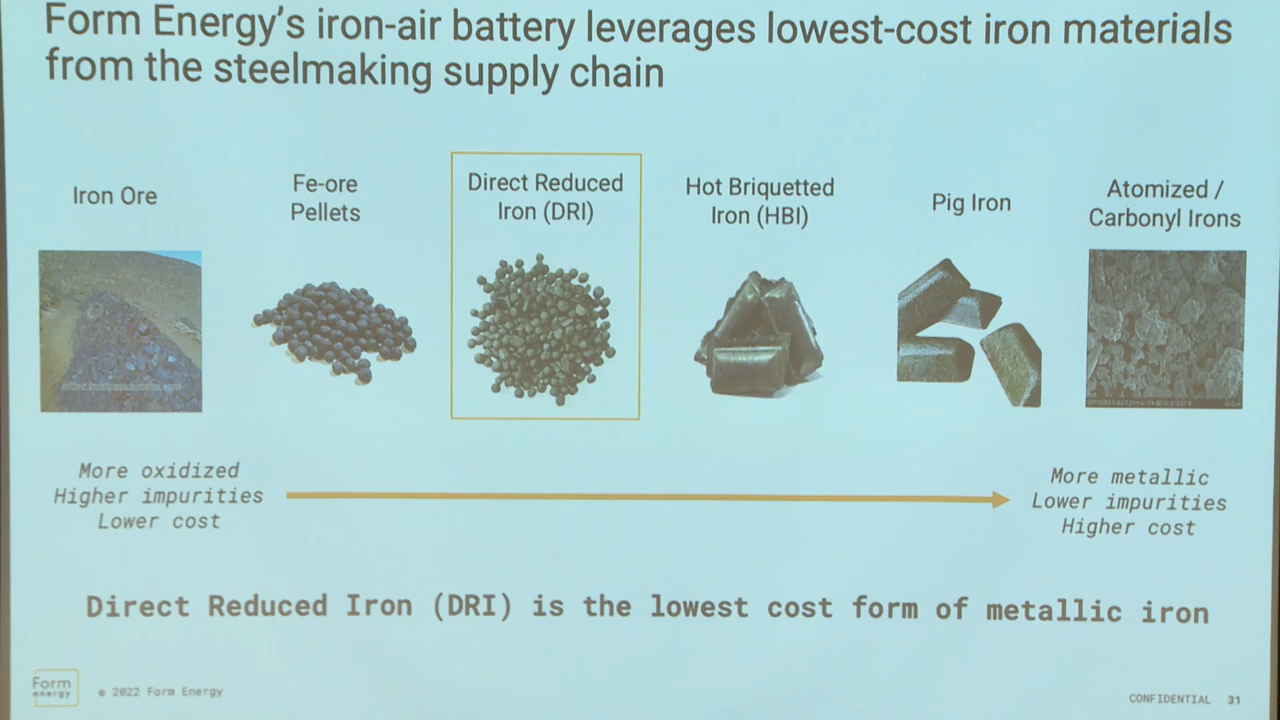 Form Energy's iron-air battery leverages lowest-cost iron materials
from the steelmaking supply chain
Iron Ore
Fe-ore
Pellets
Direct Reduced
Iron (DRI)
Hot Briquetted
Iron (HBI)
Pig Iron
Atomized /
Carbonyl Irons
More oxidized
Higher impurities
Lower cost
More metallic
Lower impurities
Higher cost
Direct Reduced Iron (DRI) is the lowest cost form of metallic iron
Form
energy
© 2022 Form Energy
CONFIDENTIAL 31